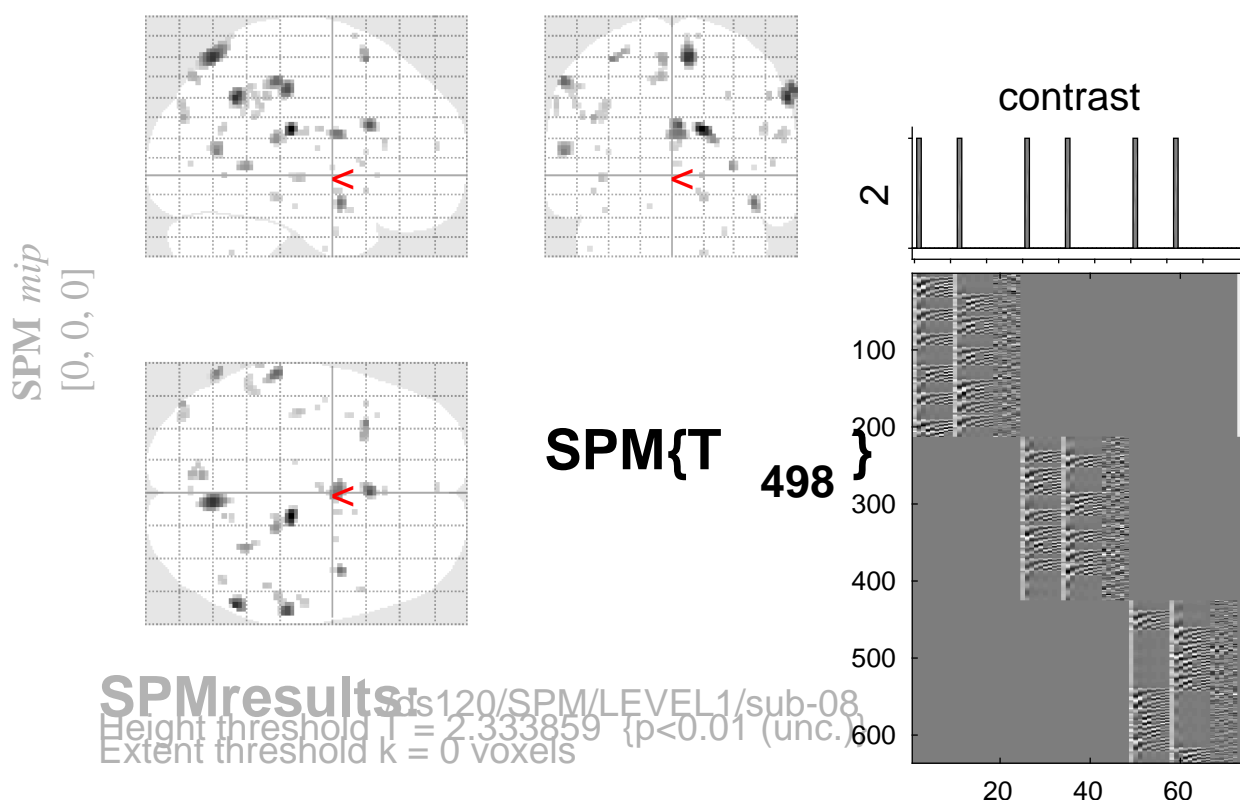 SPM mip
[0, 0, 0]
<
<
<
SPM{T498}
SPMresults: /ds120/SPM/LEVEL1/sub-08
Height threshold T = 2.333859 {p<0.01 (unc.)}
Extent threshold k = 0 voxels
contrast
2
100
200
300
400
500
600
20 40 60